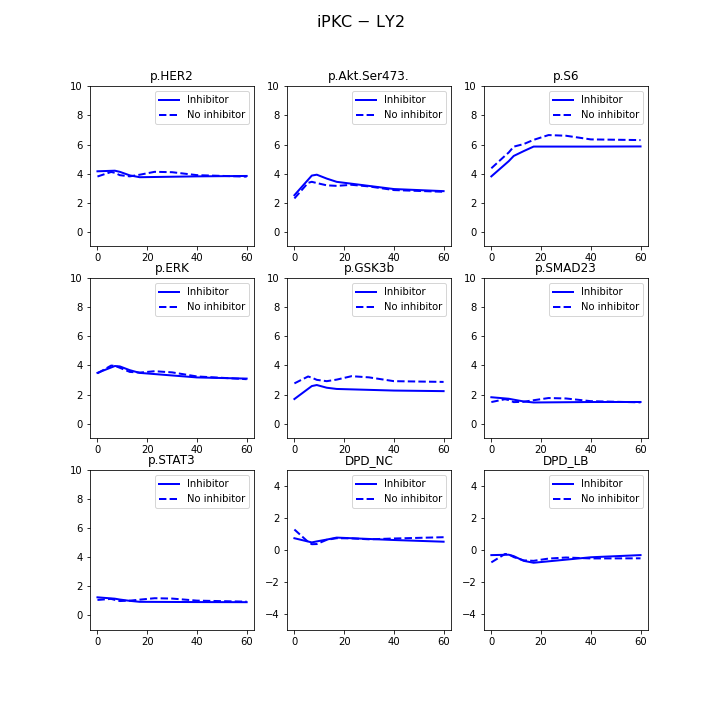 iPKC − LY2
p.HER2
10
8
6
4
2
0
0 20 40 60
Inhibitor
No inhibitor
p.Akt.Ser473.
10
8
6
4
2
0
0 20 40 60
Inhibitor
No inhibitor
p.S6
10
8
6
4
2
0
0 20 40 60
Inhibitor
No inhibitor
p.ERK
10
8
6
4
2
0
0 20 40 60
Inhibitor
No inhibitor
p.GSK3b
10
8
6
4
2
0
0 20 40 60
Inhibitor
No inhibitor
p.SMAD23
10
8
6
4
2
0
0 20 40 60
Inhibitor
No inhibitor
p.STAT3
10
8
6
4
2
0
0 20 40 60
Inhibitor
No inhibitor
DPD_NC
4
2
0
−2
−4
0 20 40 60
Inhibitor
No inhibitor
DPD_LB
4
2
0
−2
−4
0 20 40 60
Inhibitor
No inhibitor